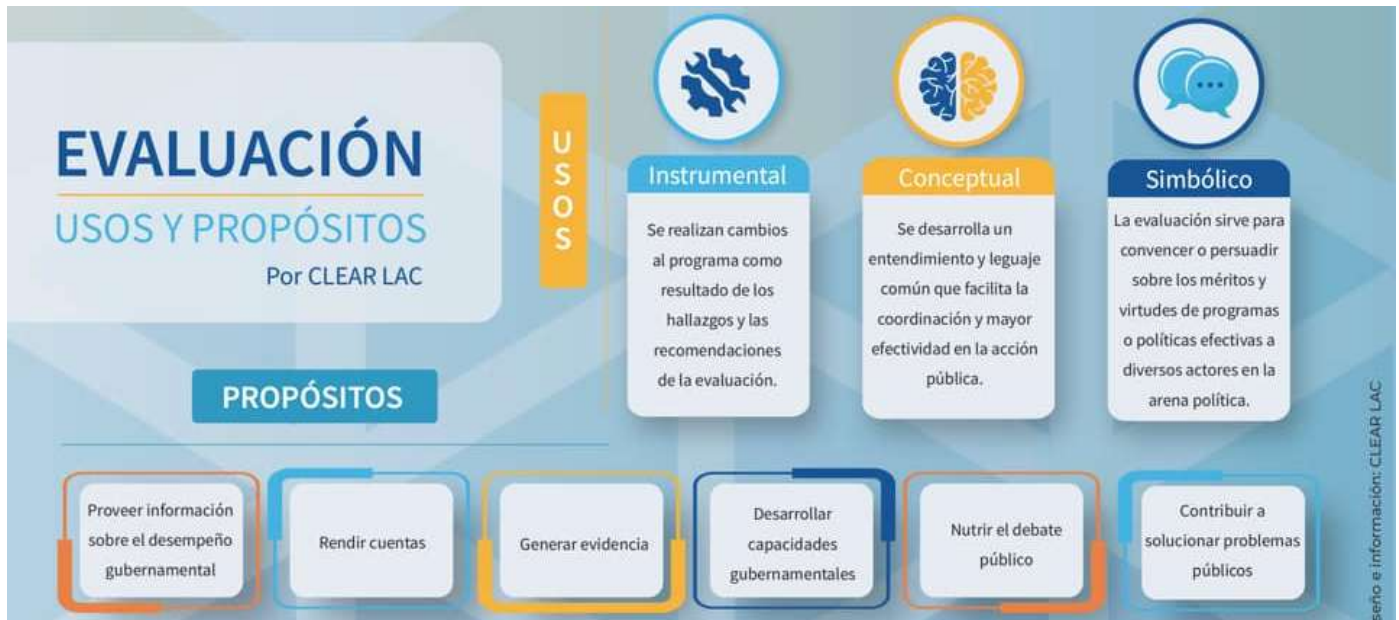 EVALUACIÓN
USOS Y PROPÓSITOS
Por CLEAR LAC
USOS
Instrumental
Se realizan cambios
al programa como
resultado de los
hallazgos y las
recomendaciones
de la evaluación.
Conceptual
Se desarrolla un
entendimiento y leguaje
común que facilita la
coordinación y mayor
efectividad en la acción
pública.
Simbólico
La evaluación sirve para
convencer o persuadir
sobre los méritos y
virtudes de programas
o políticas efectivas a
diversos actores en la
arena política.
PROPÓSITOS
Proveer información
sobre el desempeño
gubernamental
Rendir cuentas
Generar evidencia
Desarrollar
capacidades
gubernamentales
Nutrir el debate
público
Contribuir a
solucionar problemas
públicos
seño e información: CLEAR LAC